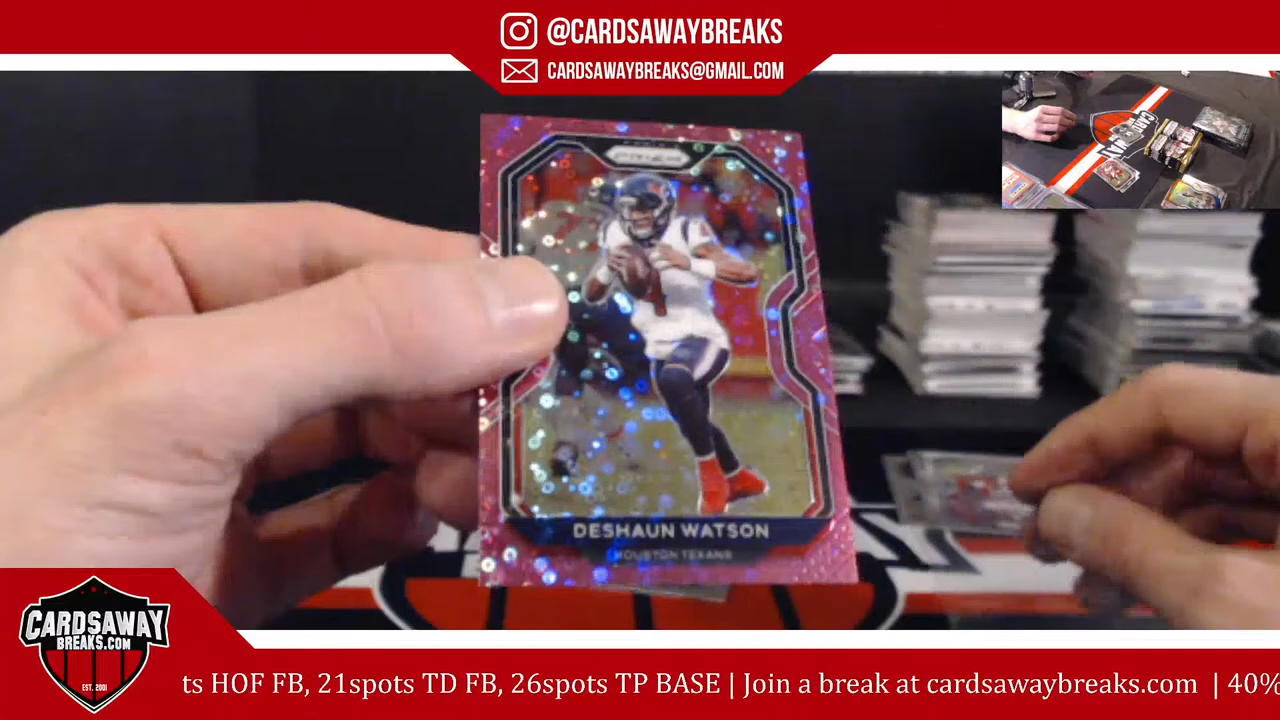 @CARDSAWAYBREAKS
CARDSAWAYBREAKS@GMAIL.COM
PRIZM
DESHAUN WATSON
HOUSTON TEXANS
CARDSAWAY
BREAKS.COM
EST. 2001
ts HOF FB, 21spots TD FB, 26spots TP BASE | Join a break at cardsawaybreaks.com | 40%